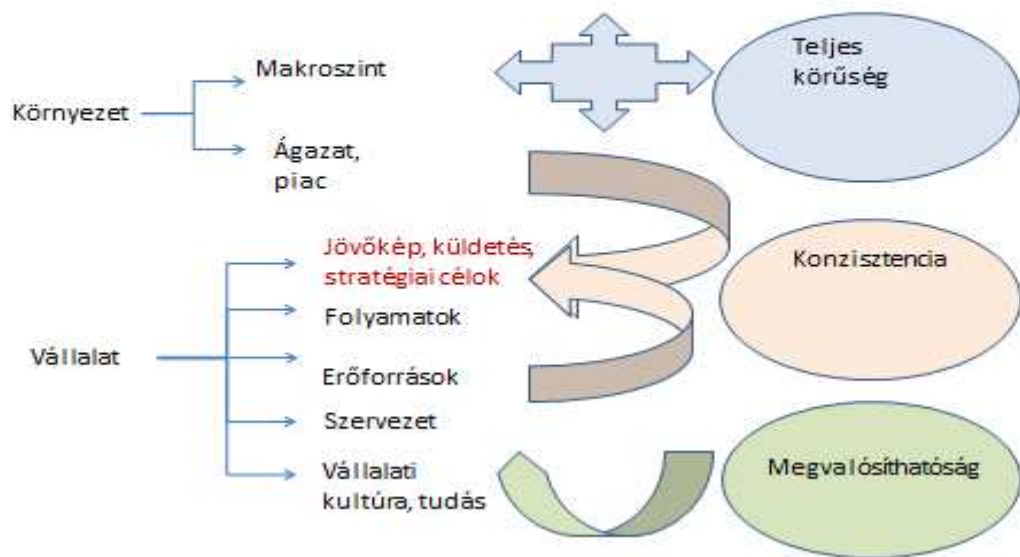 Környezet
Makroszint
Ágazat,
piac
Vállalat
Jövőkép, küldetés,
stratégiai célok
Folyamatok
Erőforrások
Szervezet
Vállalati
kultúra, tudás
Teljes
körűség
Konzisztencia
Megvalósíthatóság